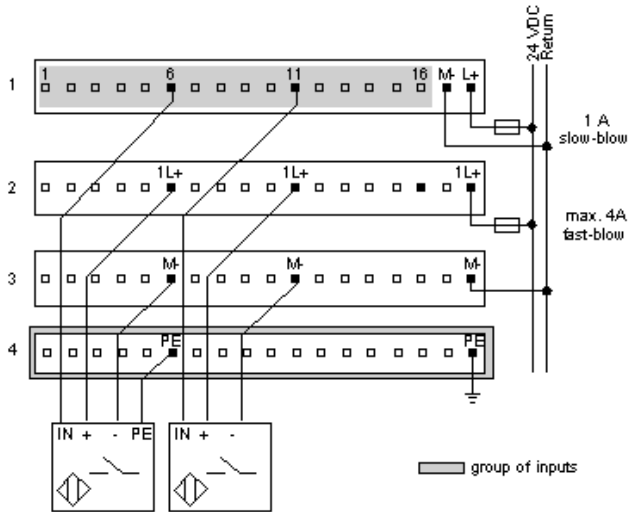 24 VDC
Return
1 6 11 16 M- L+
1
1 A
slow-blow
1L+ 1L+ 1L+
2
max. 4A
fast-blow
M- M- M-
3
PE PE
4
IN + - PE
IN + -
group of inputs